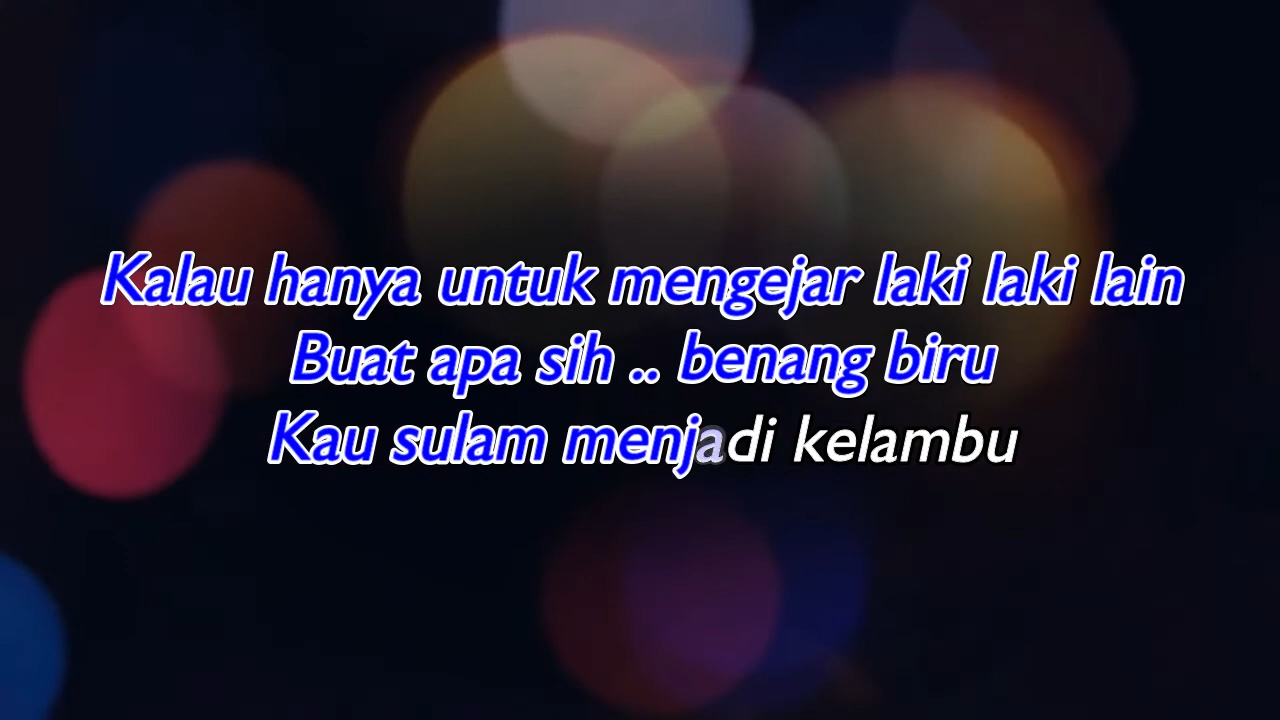 Kalau hanya untuk mengejar laki laki lain
Buat apa sih .. benang biru
Kau sulam menjadi kelambu